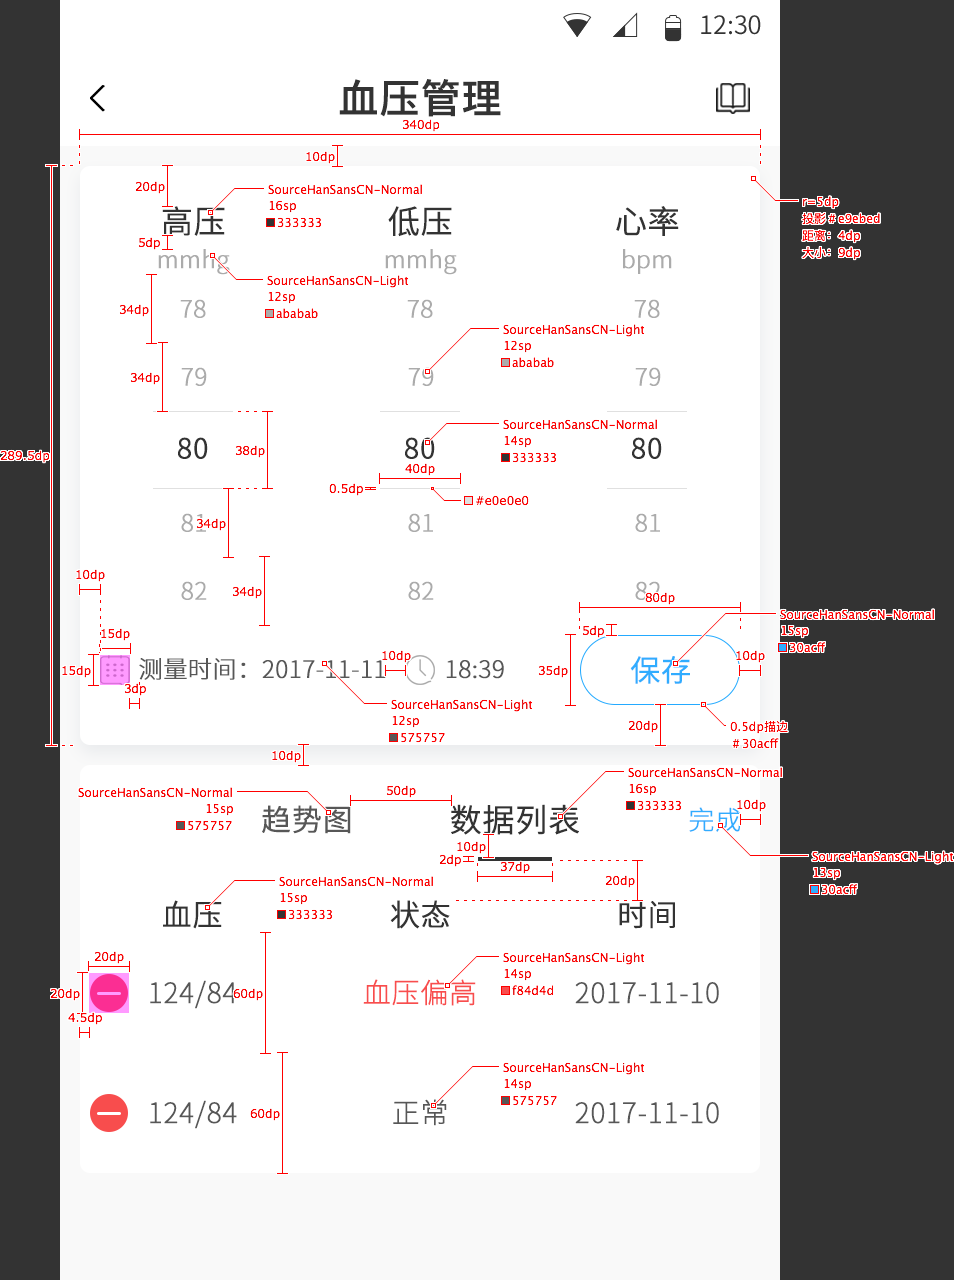 12:30
血压管理
340dp
10dp
20dp
SourceHanSansCN-Normal
16sp
333333
r=5dp
投影#e9ebed
距离：4dp
大小：9dp
高压 低压 心率
5dp
mmhg mmhg bpm
SourceHanSansCN-Light
12sp
ababab
34dp
78 78 78
SourceHanSansCN-Light
12sp
ababab
34dp
79 79 79
SourceHanSansCN-Normal
14sp
333333
289.5dp
80 80 80
38dp
40dp
0.5dp
#e0e0e0
81 81 81
34dp
10dp
34dp
82 82 82
80dp
SourceHanSansCN-Normal
15sp
30acff
15dp
5dp
15dp
测量时间：2017-11-11 18:39
10dp
35dp
保存
10dp
3dp
SourceHanSansCN-Light
12sp
575757
20dp
0.5dp描边
#30acff
10dp
SourceHanSansCN-Normal
15sp
575757
50dp
SourceHanSansCN-Normal
16sp
333333
10dp
趋势图 数据列表 完成
10dp
2dp
37dp
20dp
SourceHanSansCN-Light
13sp
30acff
SourceHanSansCN-Normal
15sp
333333
血压 状态 时间
20dp
SourceHanSansCN-Light
14sp
f84d4d
20dp
124/84 血压偏高 2017-11-10
60dp
4.5dp
SourceHanSansCN-Light
14sp
575757
124/84 正常 2017-11-10
60dp